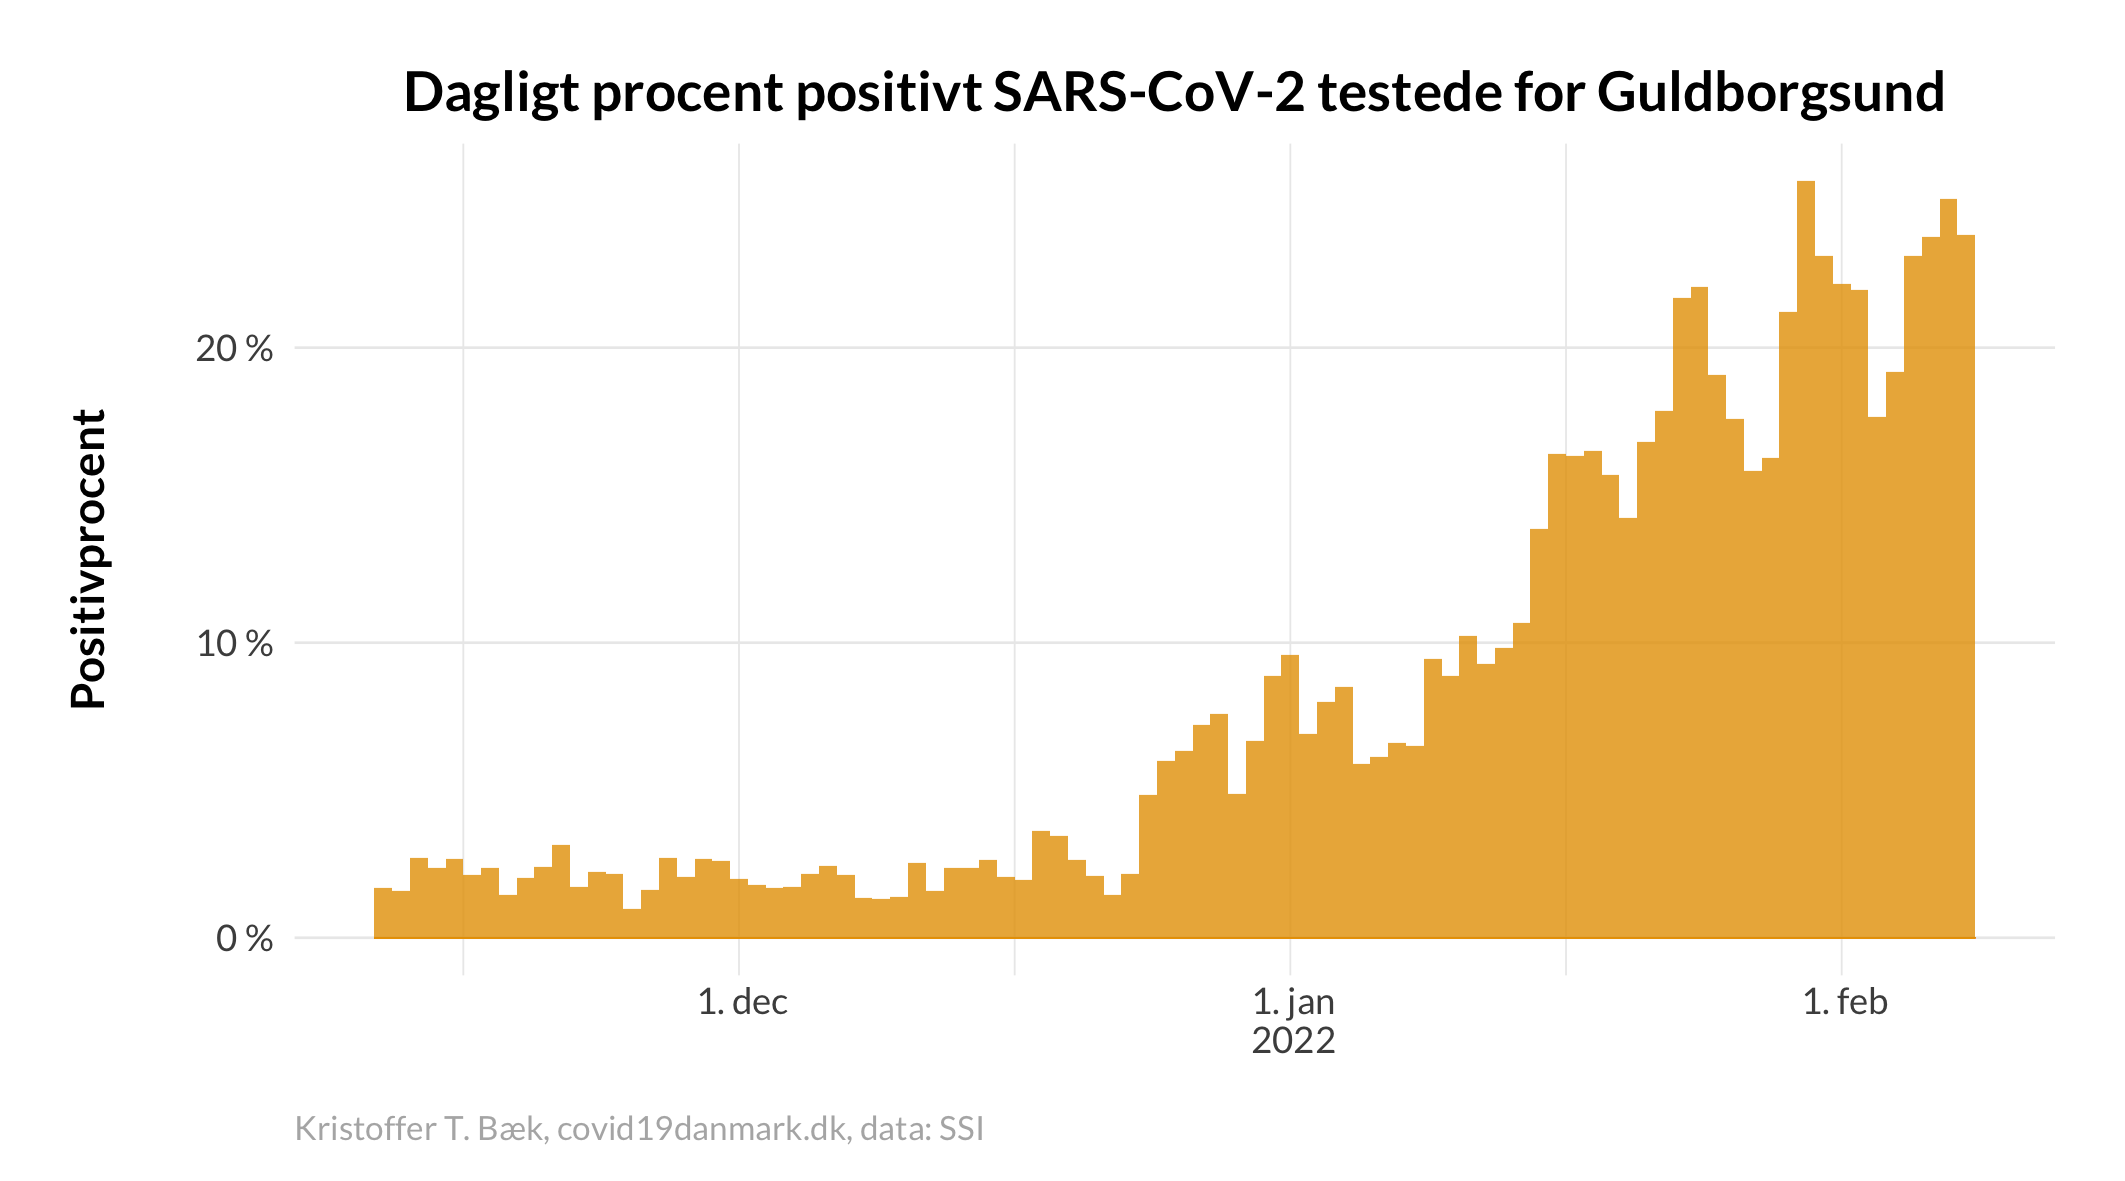 Dagligt procent positivt SARS-CoV-2 testede for Guldborgsund
Positivprocent
20 %
10 %
0 %
1. dec
1. jan
2022
1. feb
Kristoffer T. Bæk, covid19danmark.dk, data: SSI